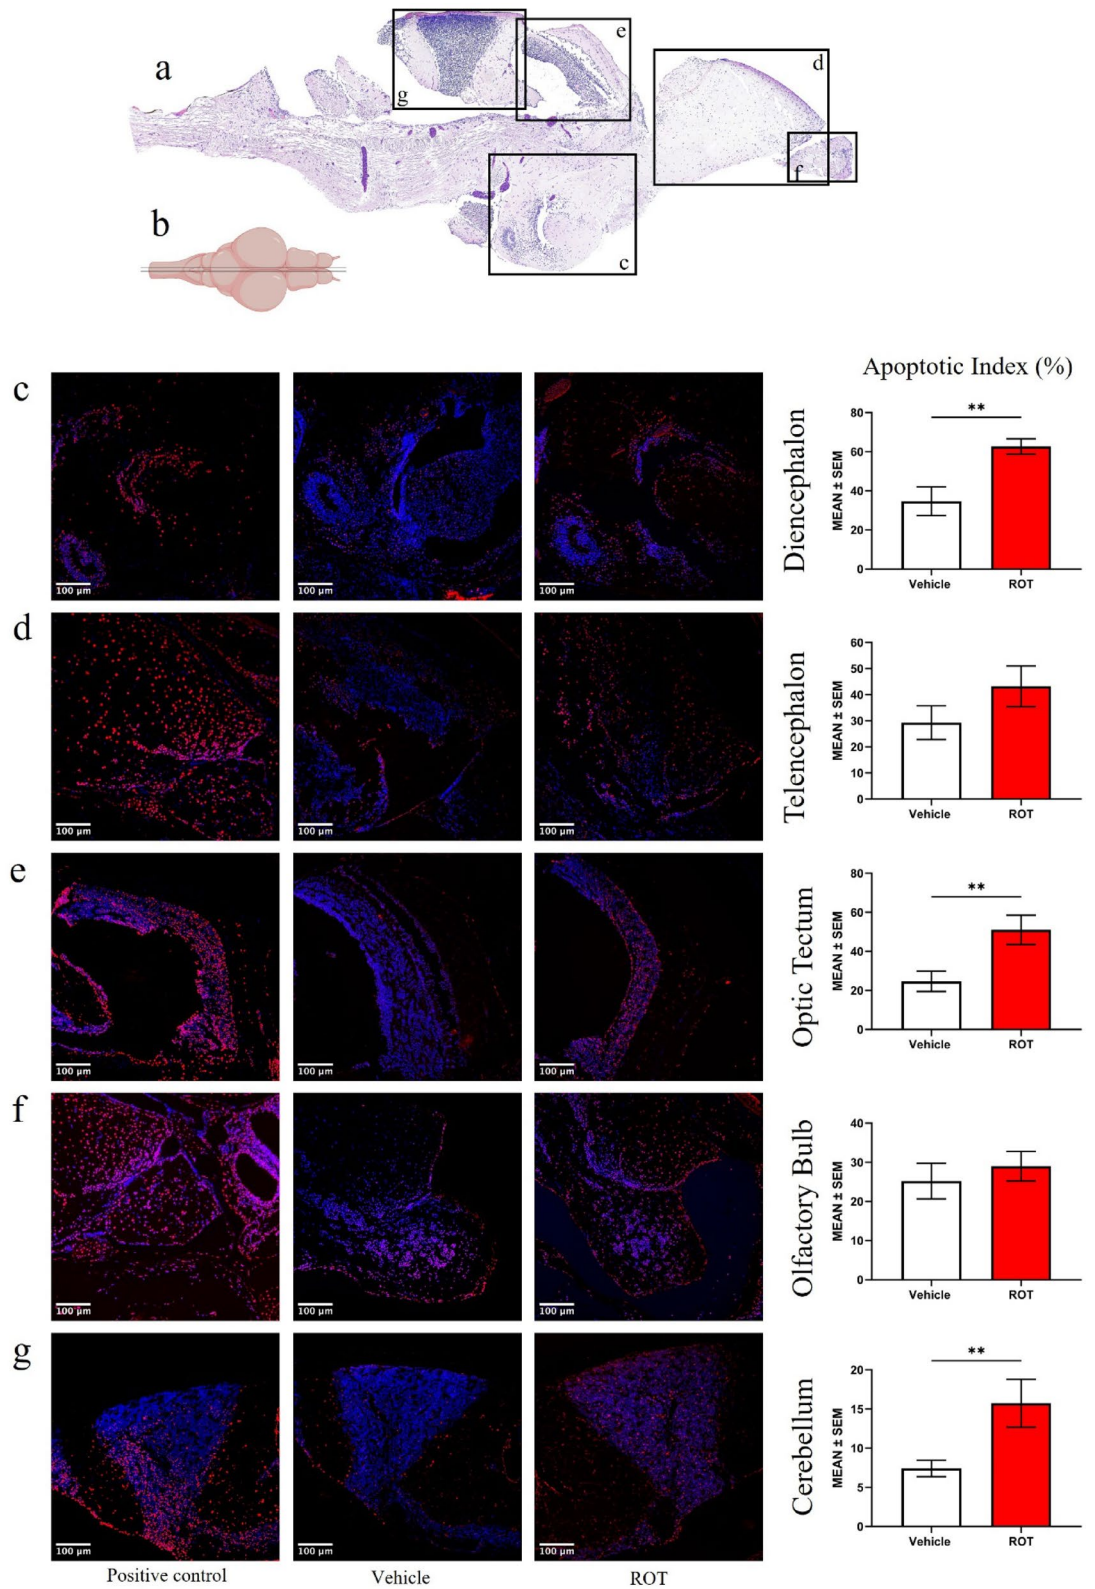 a
g
e
d
f
c
b
Apoptotic Index (%)
c
100 µm
100 µm
100 µm
Diencephalon
MEAN ± SEM
80
60
40
20
0
**
Vehicle
ROT
d
100 µm
100 µm
100 µm
Telencephalon
MEAN ± SEM
60
50
40
30
20
10
0
Vehicle
ROT
e
100 µm
100 µm
100 µm
Optic Tectum
MEAN ± SEM
80
60
40
20
0
**
Vehicle
ROT
f
100 µm
100 µm
100 µm
Olfactory Bulb
MEAN ± SEM
40
30
20
10
0
Vehicle
ROT
g
100 µm
100 µm
100 µm
Cerebellum
MEAN ± SEM
20
15
10
5
0
**
Vehicle
ROT
Positive control
Vehicle
ROT